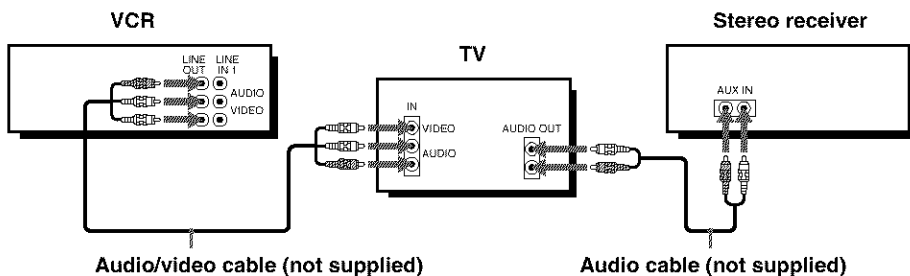 VCR
TV
Stereo receiver
LINE OUT
LINE IN 1
AUDIO
VIDEO
IN
VIDEO
AUDIO
AUDIO OUT
AUX IN
Audio/video cable (not supplied)
Audio cable (not supplied)